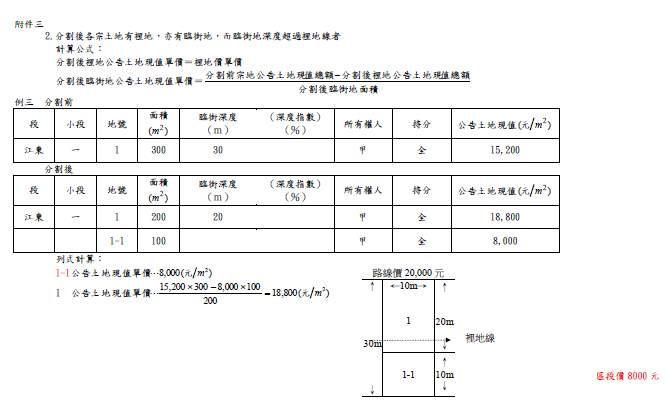 附件三
2.分割後各宗土地有裡地，亦有臨街地，而臨街地深度超過裡地線者
計算公式：
分割後裡地公告土地現值單價＝裡地價單價
分割後臨街地公告土地現值單價＝分割前宗地公告土地現值總額－分割後裡地公告土地現值總額
分割後臨街地面積
例三 分割前
段 小段 地號 面積(m²) 臨街深度（m） （深度指數）（%） 所有權人 持分 公告土地現值(元/m²)
江東 一 1 300 30 甲 全 15,200
分割後
段 小段 地號 面積(m²) 臨街深度（m） （深度指數）（%） 所有權人 持分 公告土地現值(元/m²)
江東 一 1 200 20 甲 全 18,800
1-1 100 甲 全 8,000
列式計算：
1-1公告土地現值單價…8,000(元/m²)
1 公告土地現值單價…15,200×300－8,000×100
200
＝18,800(元/m²)
路線價 20,000 元
←10m→
1
20m
裡地線
30m
1-1
10m
區段價 8000 元